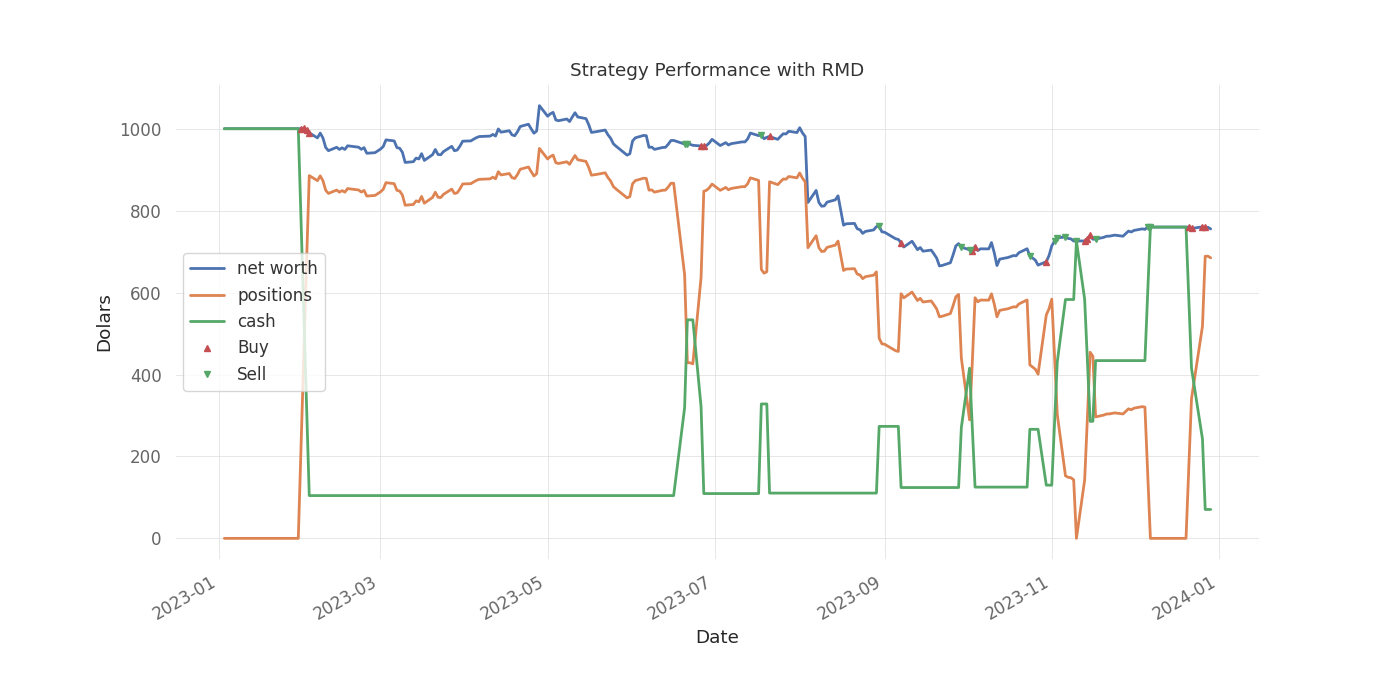 Strategy Performance with RMD
Dolars
1000
800
600
400
200
0
net worth
positions
cash
Buy
Sell
2023-01
2023-03
2023-05
2023-07
2023-09
2023-11
2024-01
Date